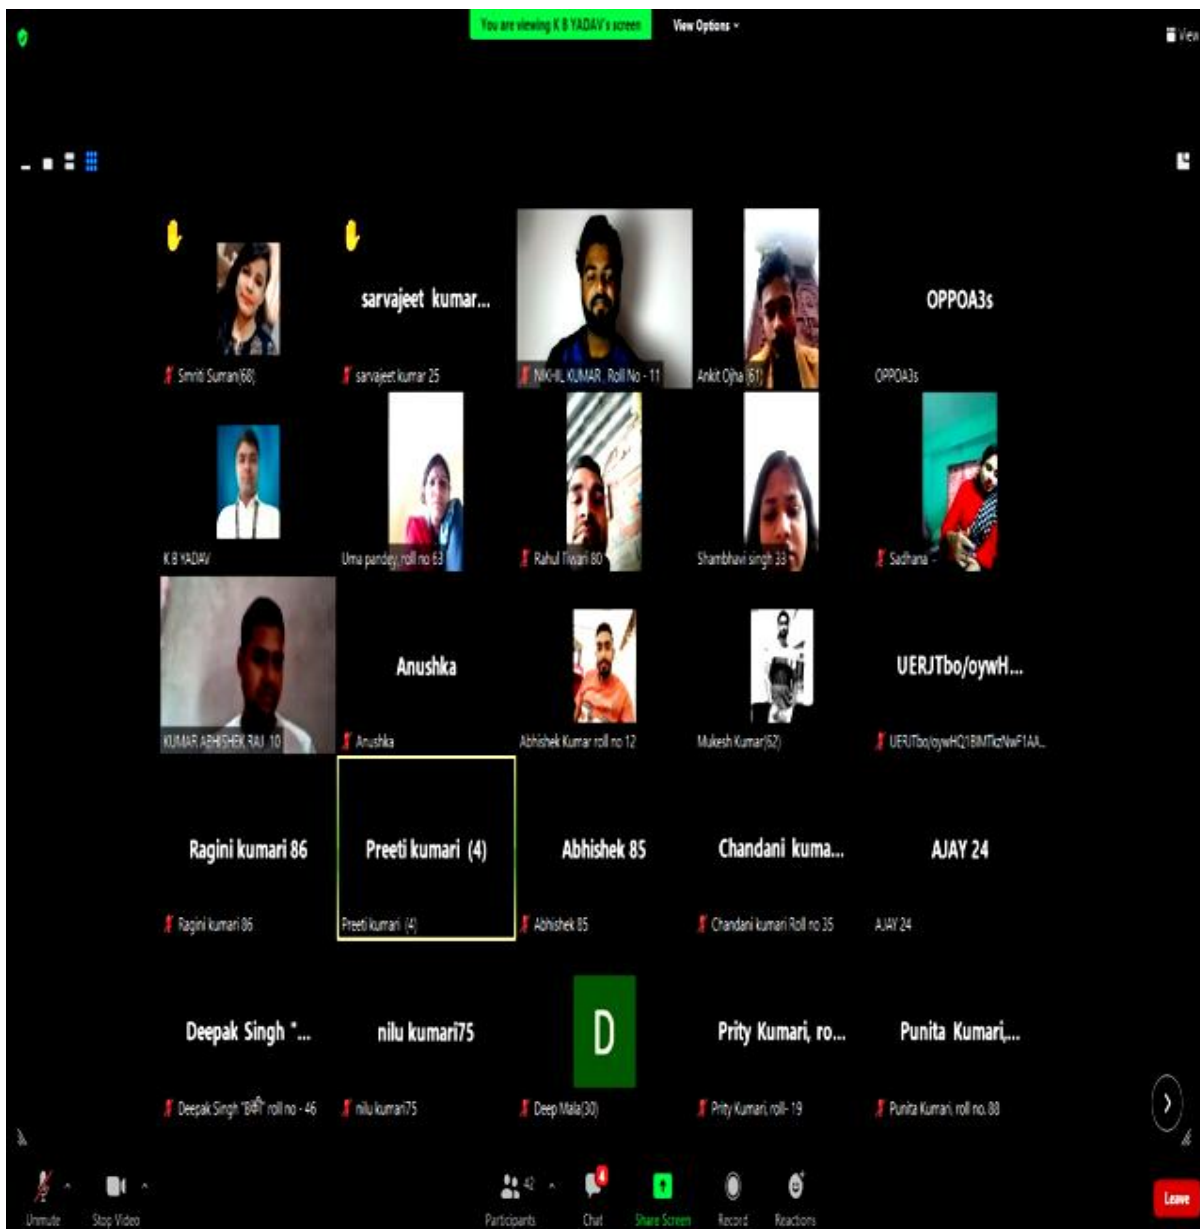 You are viewing K B YADAV's screen
View Options
View
sarvajeet kumar...
OPPOA3s
Smriti Suman(68)
sarvajeet kumar 25
NIKHIL KUMAR, Roll No - 11
Ankit Ojha (61)
OPPOA3s
K B YADAV
Uma pandey, roll no 63
Rahul Tiwari 80
Shambhavi singh 33
Sadhana -
Anushka
UERJTbo/oywH...
KUMAR ABHISHEK RAJ 10
Anushka
Abhishek Kumar roll no 12
Mukesh Kumar(62)
Ragini kumari 86
Preeti kumari (4)
Abhishek 85
Chandani kuma...
AJAY 24
Ragini kumari 86
Preeti kumari (4)
Abhishek 85
Chandani kumari Roll no 35
AJAY 24
Deepak Singh "...
nilu kumari75
D
Prity Kumari, ro...
Punita Kumari,...
Deepak Singh roll no - 46
nilu kumari75
Deep Mala(30)
Prity Kumari, roll- 19
Punita Kumari, roll no. 88
42
4
Unmute
Stop Video
Participants
Chat
Share Screen
Record
Reactions
Leave